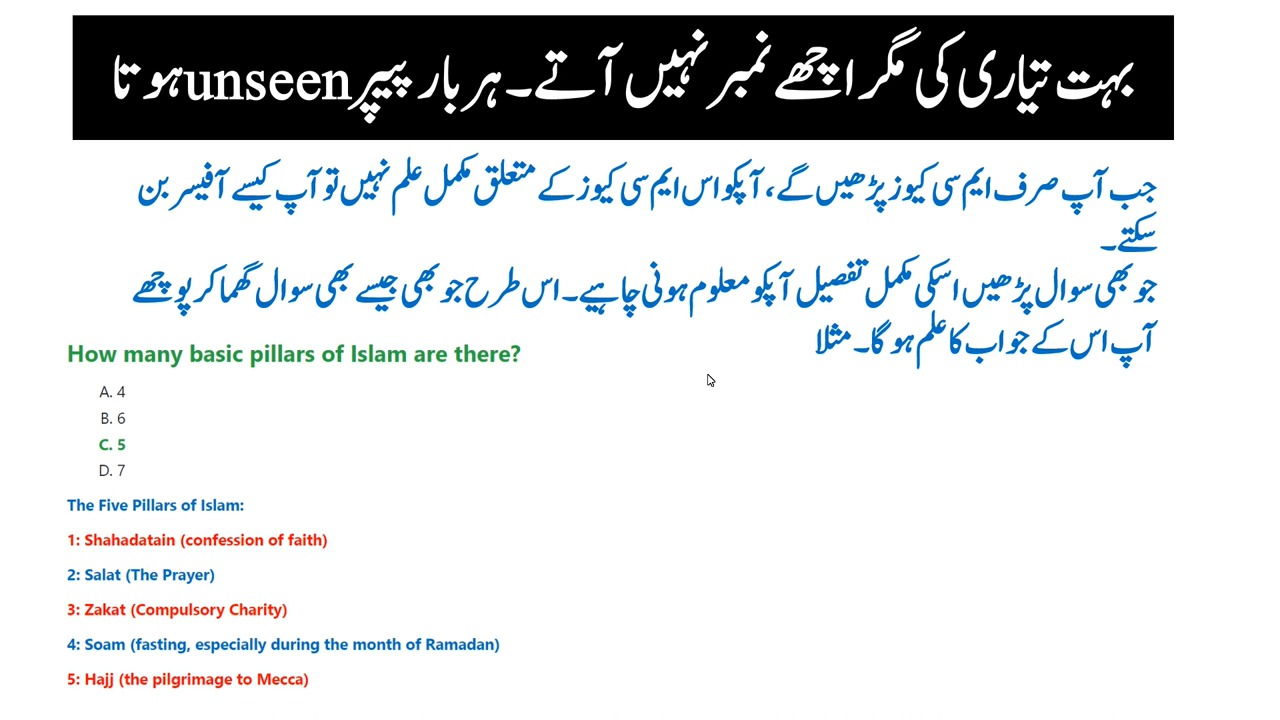 بہت تیاری کی مگر اچھے نمبر نہیں آتے۔ ہر بار پیپر unseen ہوتا
جب آپ صرف ایم سی کیوز پڑھیں گے، آپکو اس ایم سی کیوز کے متعلق مکمل علم نہیں تو آپ کیسے آفیسر بن
سکتے۔
جو بھی سوال پڑھیں اسکی مکمل تفصیل آپکو معلوم ہونی چاہیے۔ اس طرح جو بھی جیسے بھی سوال گھما کر پوچھے
آپ اس کے جواب کا علم ہو گا۔ مثلا
How many basic pillars of Islam are there?
A. 4
B. 6
C. 5
D. 7
The Five Pillars of Islam:
1: Shahadatain (confession of faith)
2: Salat (The Prayer)
3: Zakat (Compulsory Charity)
4: Soam (fasting, especially during the month of Ramadan)
5: Hajj (the pilgrimage to Mecca)